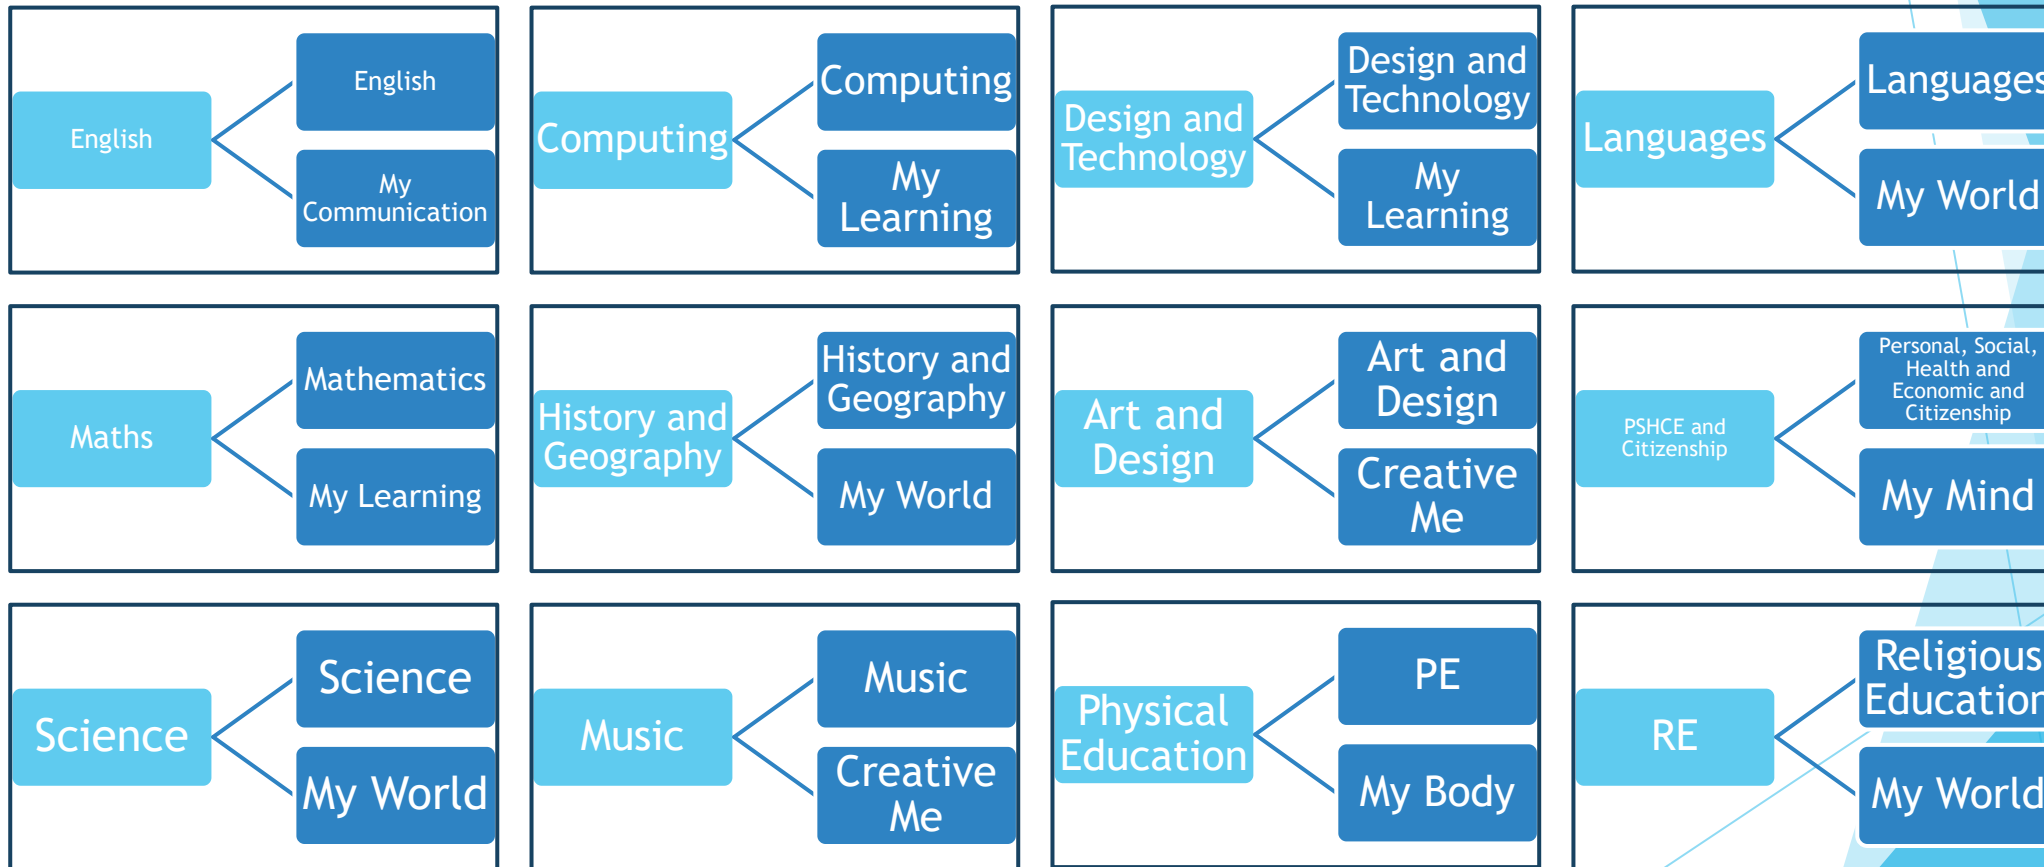 English
English
My
Communication
Computing
Computing
My
Learning
Design and
Technology
Design and
Technology
My
Learning
Languages
Languages
My World
Maths
Mathematics
My Learning
History and
Geography
History and
Geography
My World
Art and
Design
Art and
Design
Creative
Me
PSHCE and
Citizenship
Personal, Social,
Health and
Economic and
Citizenship
My Mind
Science
Science
My World
Music
Music
Creative
Me
Physical
Education
PE
My Body
RE
Religious
Education
My World